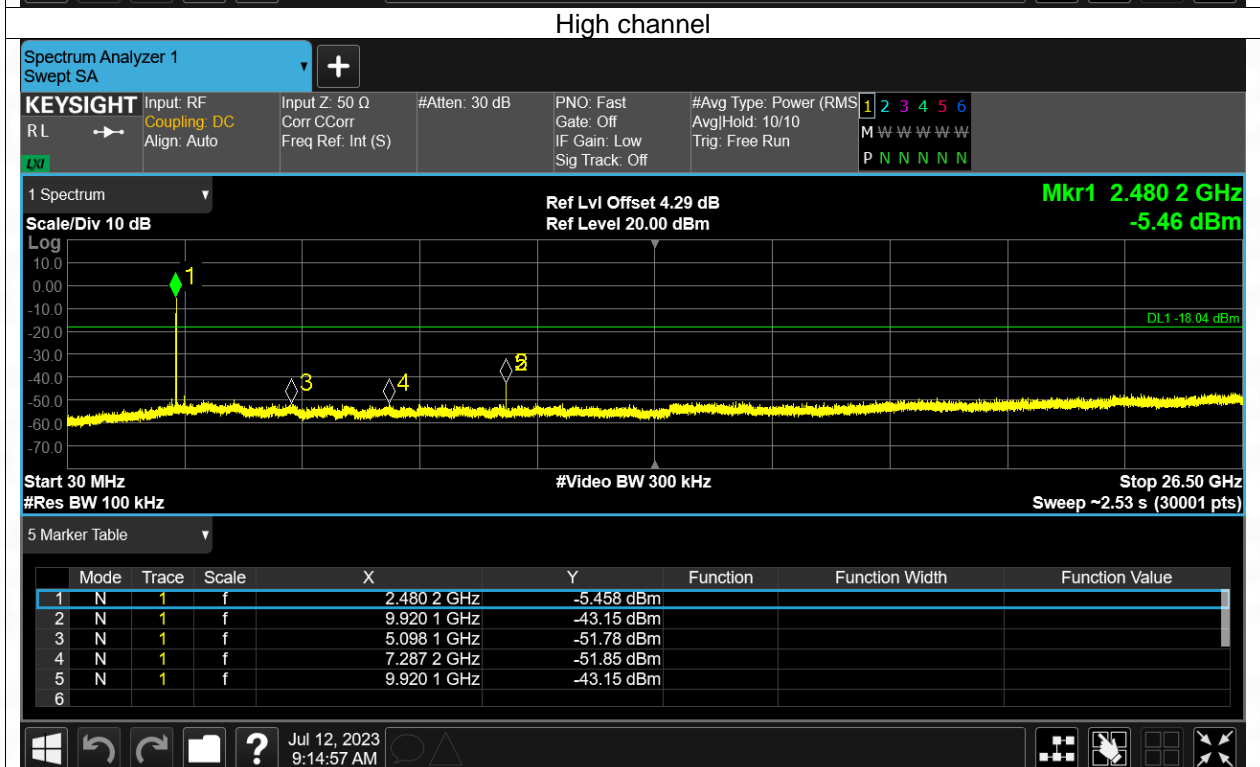 High channel
Spectrum Analyzer 1
Swept SA
KEYSIGHT Input: RF Input Z: 50 Ω #Atten: 30 dB PNO: Fast #Avg Type: Power (RMS 1 2 3 4 5 6
RL Coupling: DC Corr CCorr Gate: Off Avg|Hold: 10/10 M W W W W W
Align: Auto Freq Ref: Int (S) IF Gain: Low Trig: Free Run
LXI Sig Track: Off P N N N N N
1 Spectrum Ref Lvl Offset 4.29 dB Mkr1 2.480 2 GHz
Scale/Div 10 dB Ref Level 20.00 dBm -5.46 dBm
Log
10.0 1
0.00
-10.0
DL1 -18.04 dBm
-20.0
-30.0
-40.0 3 4
-50.0
-60.0
-70.0
Start 30 MHz #Video BW 300 kHz Stop 26.50 GHz
#Res BW 100 kHz Sweep ~2.53 s (30001 pts)
5 Marker Table
Mode Trace Scale X Y Function Function Width Function Value
1 N 1 f 2.480 2 GHz -5.458 dBm
2 N 1 f 9.920 1 GHz -43.15 dBm
3 N 1 f 5.098 1 GHz -51.78 dBm
4 N 1 f 7.287 2 GHz -51.85 dBm
5 N 1 f 9.920 1 GHz -43.15 dBm
6
? Jul 12, 2023
9:14:57 AM